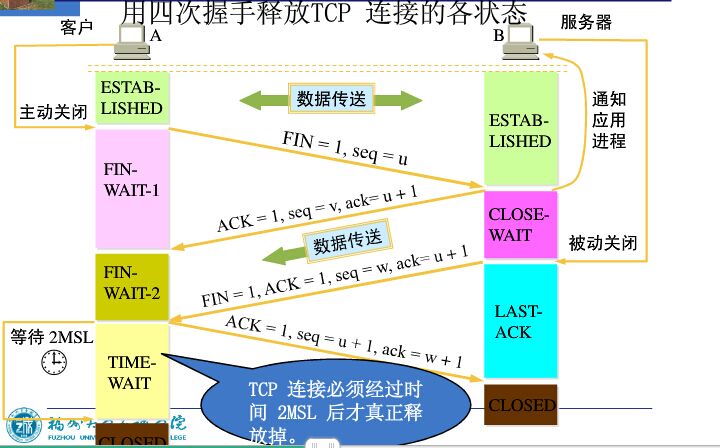 用四次握手释放TCP 连接的各状态
客户
A
B
服务器
ESTAB-
LISHED
数据传送
ESTAB-
LISHED
通知
应用
进程
主动关闭
FIN = 1, seq = u
FIN-
WAIT-1
ACK = 1, seq = v, ack= u + 1
CLOSE-
WAIT
数据传送
被动关闭
FIN-
WAIT-2
FIN = 1, ACK = 1, seq = w, ack= u + 1
LAST-
ACK
等待 2MSL
ACK = 1, seq = u + 1, ack = w + 1
TIME-
WAIT
TCP 连接必须经过时
间 2MSL 后才真正释
放掉。
CLOSED
CLOSED
FUZHOU UNIV
LEGE